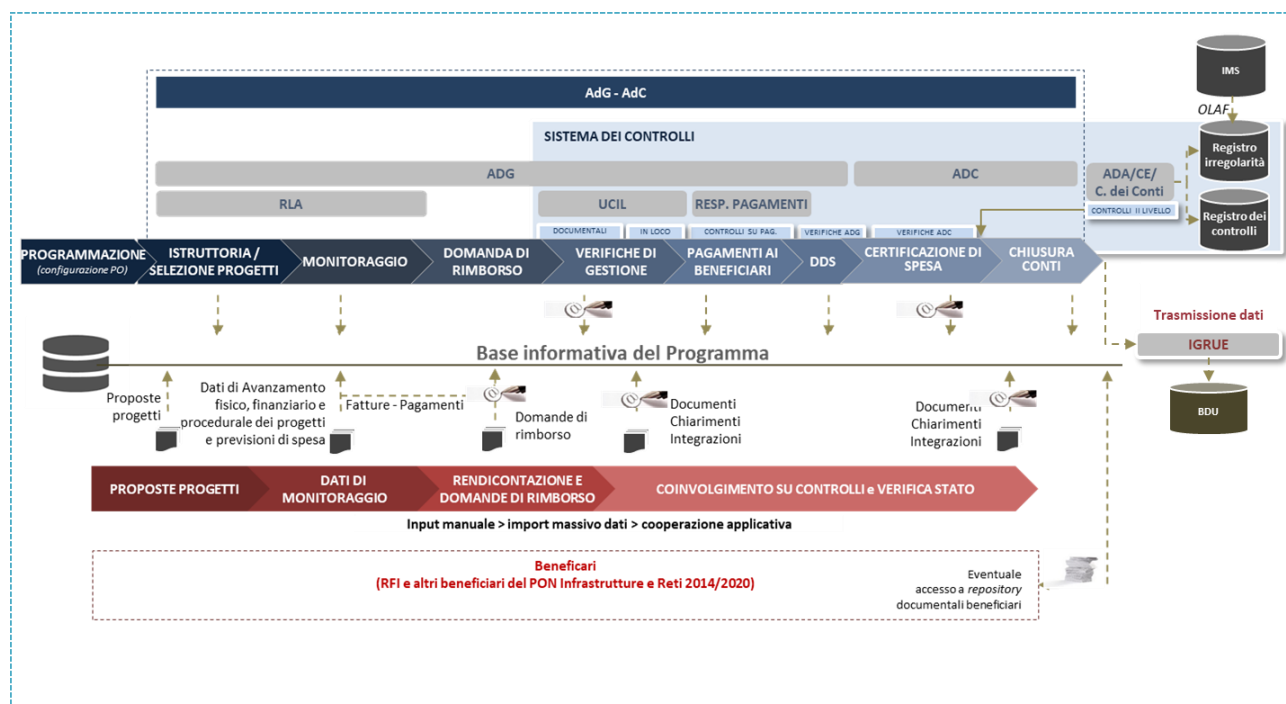 AdG - AdC
IMS
OLAF
SISTEMA DEI CONTROLLI
Registro
irregolarità
ADG
ADC
ADA/CE/
C. dei Conti
RLA
UCIL
RESP. PAGAMENTI
CONTROLLI II LIVELLO
Registro dei
controlli
DOCUMENTALI
IN LOCO
CONTROLLI SU PAG.
VERIFICHE ADG
VERIFICHE ADC
PROGRAMMAZIONE
(configurazione PO)
ISTRUTTORIA /
SELEZIONE PROGETTI
MONITORAGGIO
DOMANDA DI
RIMBORSO
VERIFICHE DI
GESTIONE
PAGAMENTI AI
BENEFICIARI
DDS
CERTIFICAZIONE DI
SPESA
CHIUSURA
CONTI
Trasmissione dati
IGRUE
BDU
Base informativa del Programma
Proposte
progetti
Dati di Avanzamento
fisico, finanziario e
procedurale dei progetti
e previsioni di spesa
Fatture - Pagamenti
Domande di
rimborso
Documenti
Chiarimenti
Integrazioni
Documenti
Chiarimenti
Integrazioni
PROPOSTE PROGETTI
DATI DI
MONITORAGGIO
RENDICONTAZIONE E
DOMANDE DI RIMBORSO
COINVOLGIMENTO SU CONTROLLI e VERIFICA STATO
Input manuale > import massivo dati > cooperazione applicativa
Beneficari
(RFI e altri beneficiari del PON Infrastrutture e Reti 2014/2020)
Eventuale
accesso a repository
documentali beneficiari